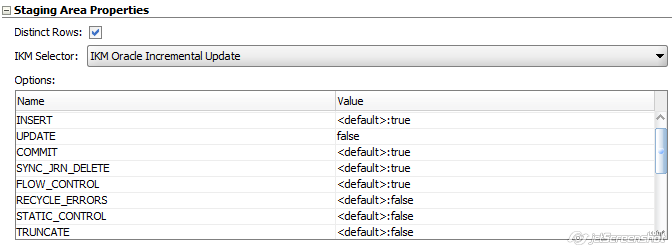 Staging Area Properties
Distinct Rows:
IKM Selector: IKM Oracle Incremental Update
Options:
Name Value
INSERT <default>:true
UPDATE false
COMMIT <default>:true
SYNC_JRN_DELETE <default>:true
FLOW_CONTROL <default>:true
RECYCLE_ERRORS <default>:false
STATIC_CONTROL <default>:false
TRUNCATE <default>:false